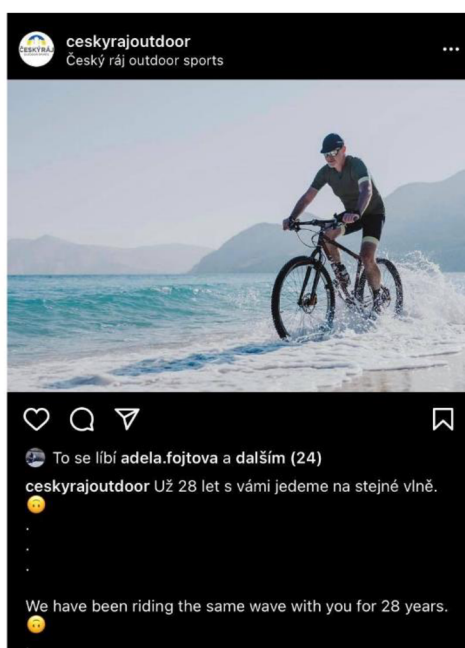 ceskyrajoutdoor
Český ráj outdoor sports
ČESKÝRÁJ
To se líbí adela.fojtova a dalším (24)
ceskyrajoutdoor Už 28 let s vámi jedeme na stejné vlně.
🙃
.
.
.
We have been riding the same wave with you for 28 years.
🙃